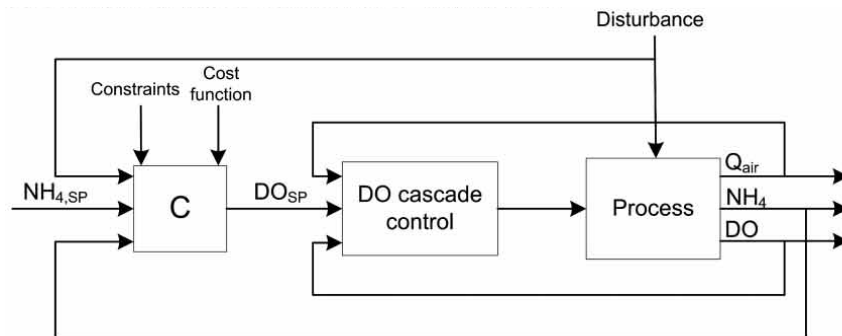 Disturbance
Cost
function
Constraints
NH4,SP
C
DOSP
DO cascade
control
Process
Qair
NH4
DO